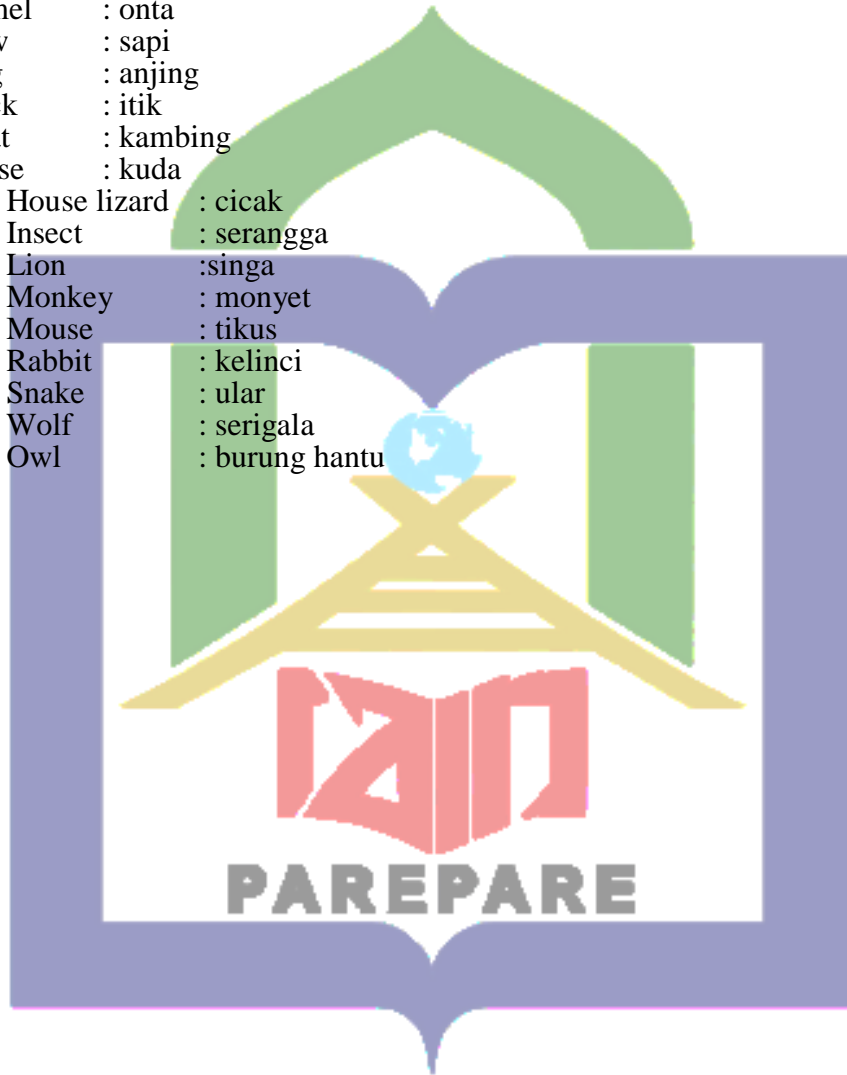 : onta
: sapi
: anjing
: itik
: kambing
: kuda
House lizard : cicak
Insect : serangga
Lion :singa
Monkey : monyet
Mouse : tikus
Rabbit : kelinci
Snake : ular
Wolf : serigala
Owl : burung hantu
iain
PAREPARE